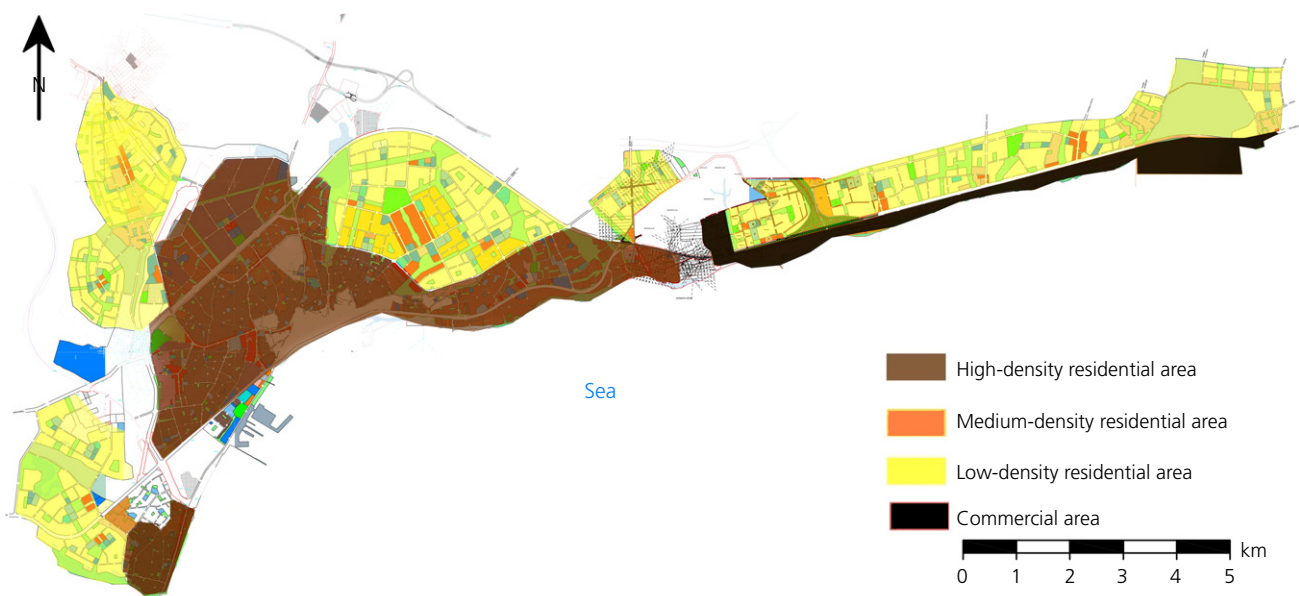 N
Sea
High-density residential area
Medium-density residential area
Low-density residential area
Commercial area
km
0 1 2 3 4 5